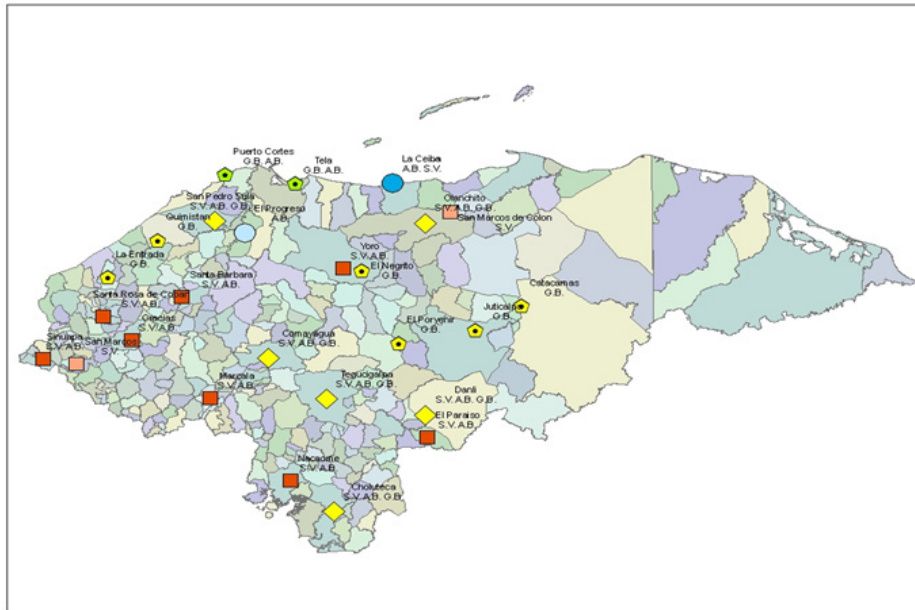 Puerto Cortes
G.B. A.B.
Tela
G.B. A.B.
La Ceiba
A.B. S.V.
San Pedro Sula
S.V. A.B. G.B.
El Progreso
A.B.
Quimistan
G.B.
Olanchito
S.V. A.B. G.B.
San Marcos de Colon
S.V.
La Entrada
G.B.
Yoro
S.V. A.B.
El Negrito
G.B.
Santa Barbara
S.V. A.B.
Catacamas
G.B.
Santa Rosa de Copan
S.V. A.B.
Juticalpa
G.B.
Gracias
S.V. A.B.
El Porvenir
G.B.
Sinuapa
S.V. A.B.
San Marcos
S.V.
Comayagua
S.V. A.B. G.B.
Marcala
S.V. A.B.
Tegucigalpa
S.V. A.B. G.B.
Danli
S.V. A.B. G.B.
El Paraiso
S.V. A.B.
Nacaome
S.V. A.B.
Choluteca
S.V. A.B. G.B.